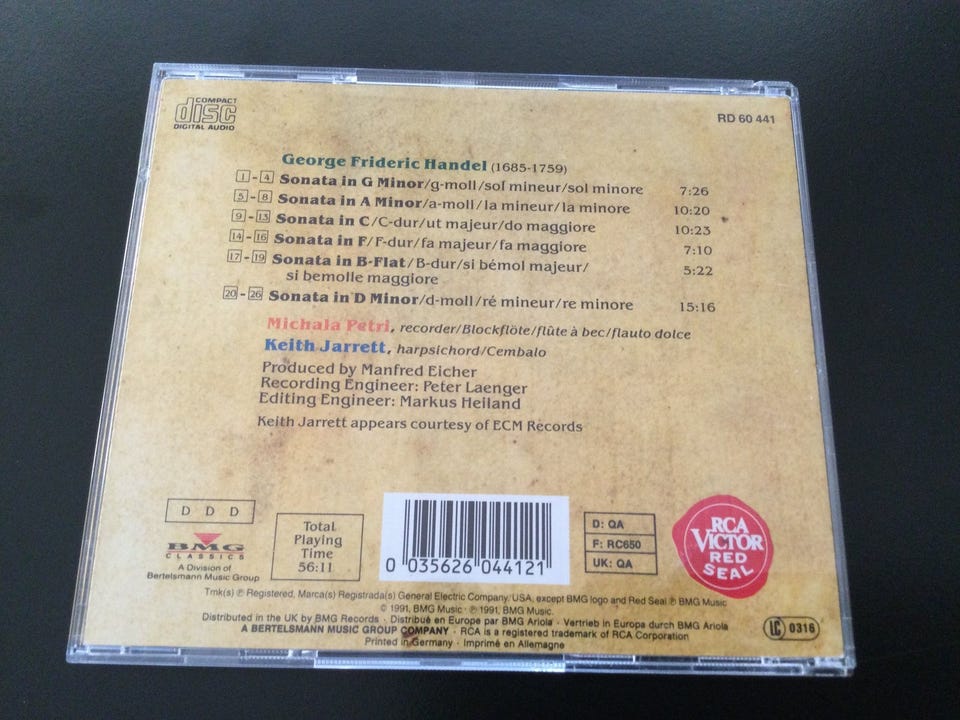 COMPACT
disc
DIGITAL AUDIO
RD 60 441
George Frideric Handel (1685-1759)
1 - 4 Sonata in G Minor/g-moll/sol mineur/sol minore 7:26
5 - 8 Sonata in A Minor/a-moll/la mineur/la minore 10:20
9 - 13 Sonata in C/C-dur/ut majeur/do maggiore 10:23
14 - 16 Sonata in F/F-dur/fa majeur/fa maggiore 7:10
17 - 19 Sonata in B-Flat/B-dur/si bémol majeur/ 5:22
si bemolle maggiore
20 - 26 Sonata in D Minor/d-moll/ré mineur/re minore 15:16
Michala Petri, recorder/Blockflöte/flûte à bec/flauto dolce
Keith Jarrett, harpsichord/Cembalo
Produced by Manfred Eicher
Recording Engineer: Peter Laenger
Editing Engineer: Markus Heiland
Keith Jarrett appears courtesy of ECM Records
D D D
BMG
CLASSICS
A Division of
Bertelsmann Music Group
Total
Playing
Time
56:11
0 035626 044121
D: QA
F: RC650
UK: QA
RCA
VICTOR
RED
SEAL
Tmk(s) ® Registered, Marca(s) Registrada(s) General Electric Company, USA, except BMG logo and Red Seal ® BMG Music
© 1991, BMG Music · ℗ 1991, BMG Music.
Distributed in the UK by BMG Records · Distribué en Europe par BMG Ariola · Vertrieb in Europa durch BMG Ariola
A BERTELSMANN MUSIC GROUP COMPANY · RCA is a registered trademark of RCA Corporation
Printed in Germany · Imprimé en Allemagne
LC 0316